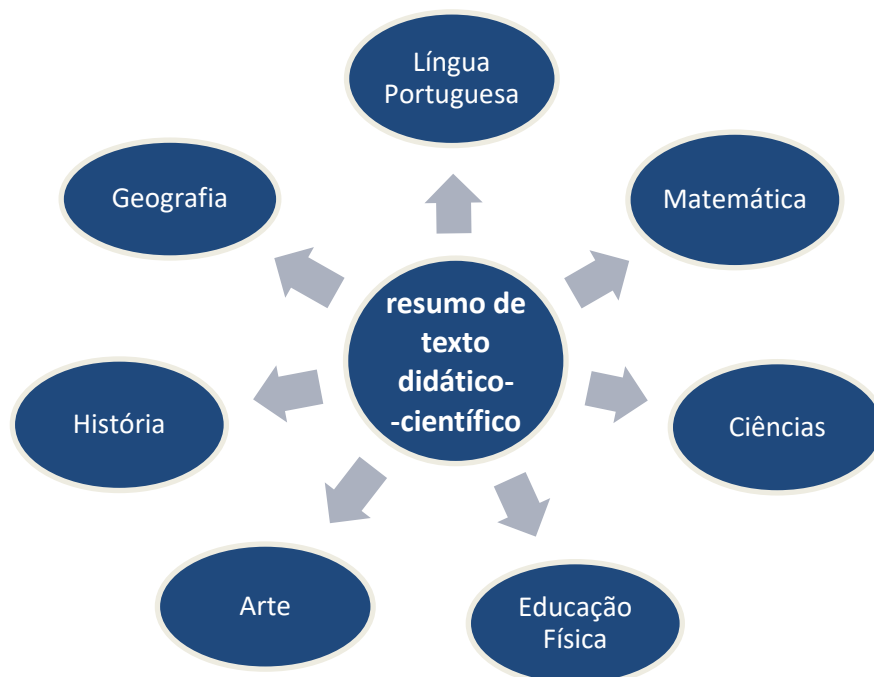 Língua
Portuguesa
Geografia
Matemática
resumo de
texto
didático-
-científico
História
Ciências
Arte
Educação
Física